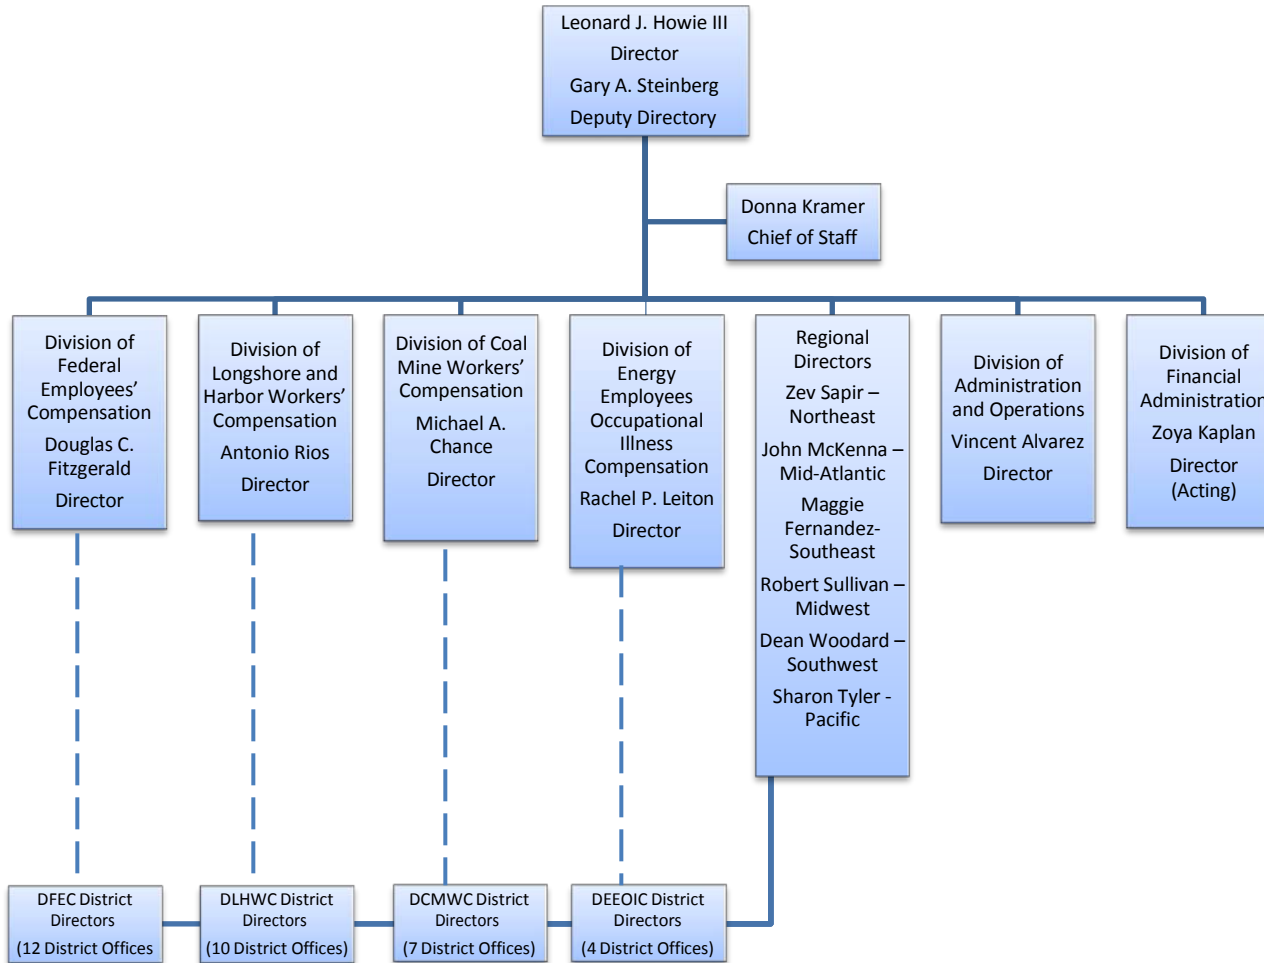 Leonard J. Howie III
Director
Gary A. Steinberg
Deputy Directory
Donna Kramer
Chief of Staff
Division of
Federal
Employees’
Compensation
Douglas C.
Fitzgerald
Director
Division of
Longshore and
Harbor Workers’
Compensation
Antonio Rios
Director
Division of Coal
Mine Workers’
Compensation
Michael A.
Chance
Director
Division of
Energy
Employees
Occupational
Illness
Compensation
Rachel P. Leiton
Director
Regional
Directors
Zev Sapir –
Northeast
John McKenna –
Mid-Atlantic
Maggie
Fernandez-
Southeast
Robert Sullivan –
Midwest
Dean Woodard –
Southwest
Sharon Tyler -
Pacific
Division of
Administration
and Operations
Vincent Alvarez
Director
Division of
Financial
Administration
Zoya Kaplan
Director
(Acting)
DFEC District
Directors
(12 District Offices
DLHWC District
Directors
(10 District Offices)
DCMWC District
Directors
(7 District Offices)
DEEOIC District
Directors
(4 District Offices)